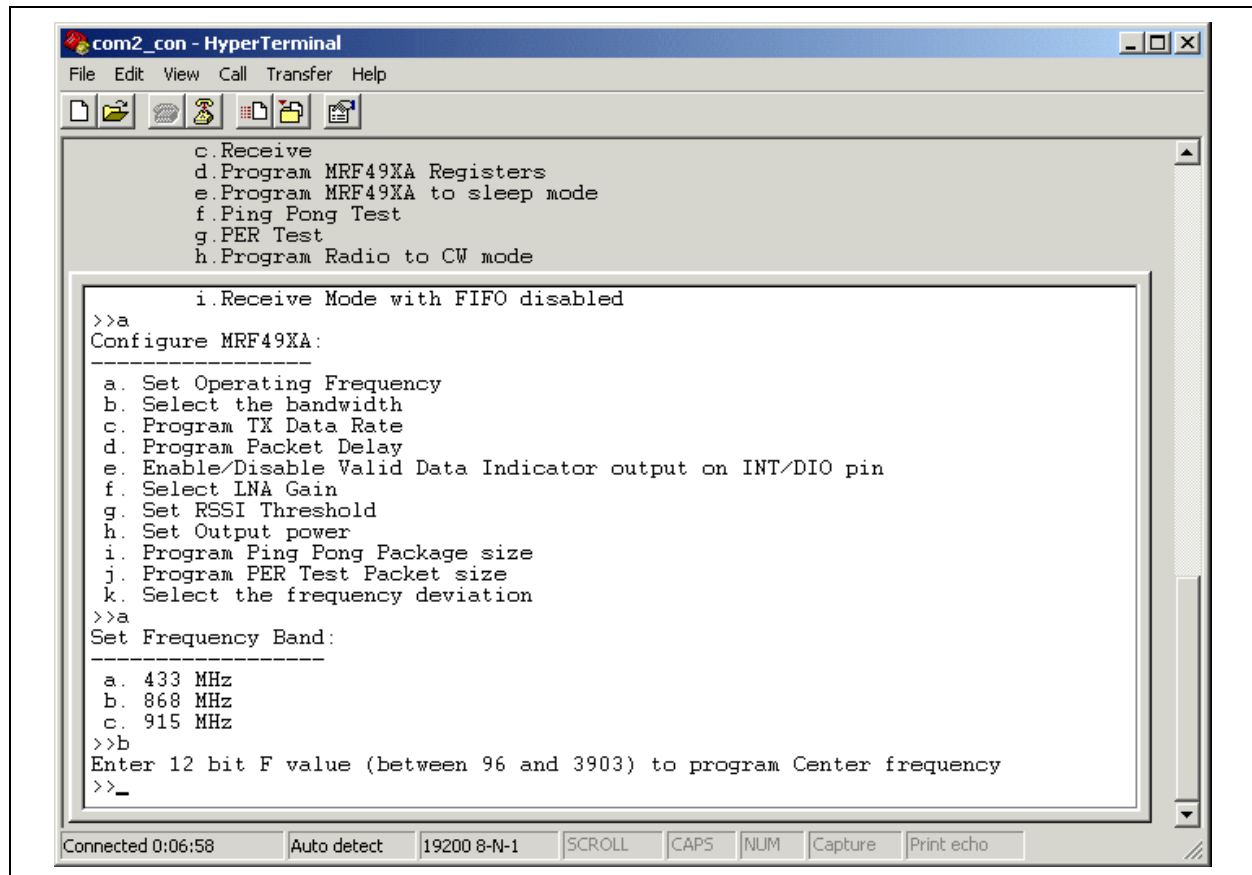 com2_con - HyperTerminal
File Edit View Call Transfer Help
c.Receive
d.Program MRF49XA Registers
e.Program MRF49XA to sleep mode
f.Ping Pong Test
g.PER Test
h.Program Radio to CW mode
i.Receive Mode with FIFO disabled
>>a
Configure MRF49XA:
-----------------
a. Set Operating Frequency
b. Select the bandwidth
c. Program TX Data Rate
d. Program Packet Delay
e. Enable/Disable Valid Data Indicator output on INT/DIO pin
f. Select LNA Gain
g. Set RSSI Threshold
h. Set Output power
i. Program Ping Pong Package size
j. Program PER Test Packet size
k. Select the frequency deviation
>>a
Set Frequency Band:
------------------
a. 433 MHz
b. 868 MHz
c. 915 MHz
>>b
Enter 12 bit F value (between 96 and 3903) to program Center frequency
>>_
Connected 0:06:58 Auto detect 19200 8-N-1 SCROLL CAPS NUM Capture Print echo